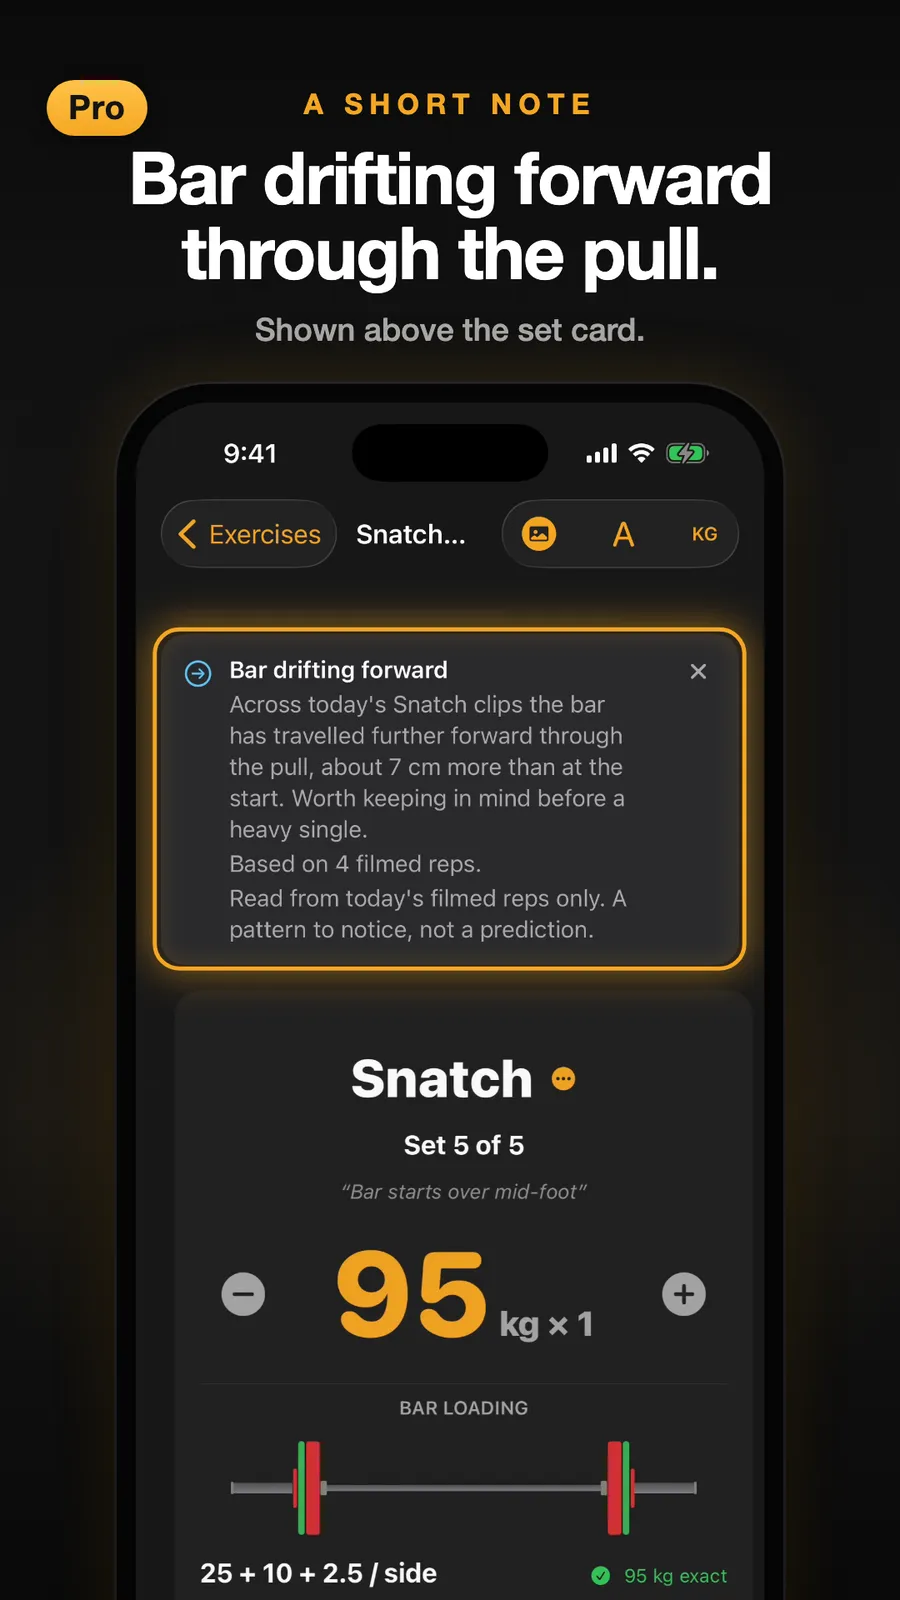 Pro
A SHORT NOTE
Bar drifting forward
through the pull.
Shown above the set card.
9:41
Exercises
Snatch...
A
KG
Bar drifting forward
Across today's Snatch clips the bar
has travelled further forward through
the pull, about 7 cm more than at the
start. Worth keeping in mind before a
heavy single.
Based on 4 filmed reps.
Read from today's filmed reps only. A
pattern to notice, not a prediction.
Snatch
Set 5 of 5
“Bar starts over mid-foot”
95 kg × 1
BAR LOADING
25 + 10 + 2.5 / side
95 kg exact